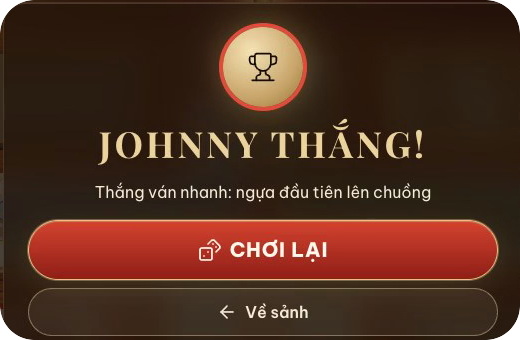 JOHNNY THẮNG!
Thắng ván nhanh: ngựa đầu tiên lên chuồng
CHƠI LẠI
Về sảnh